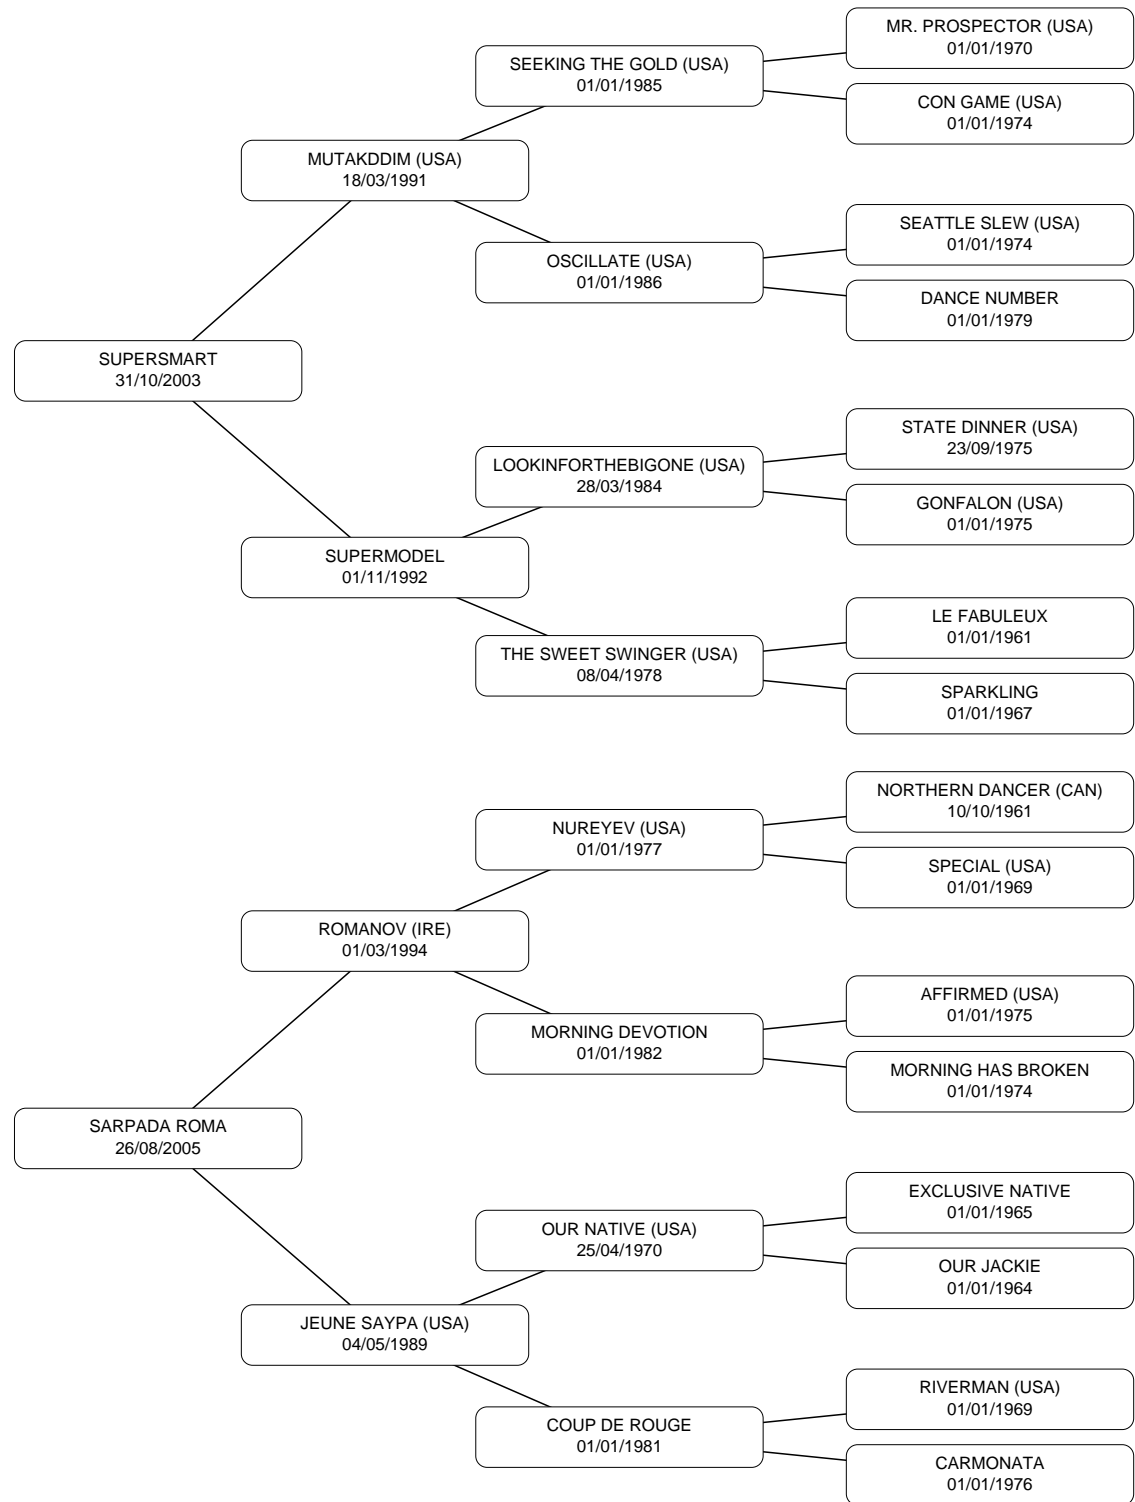 MR. PROSPECTOR (USA)
01/01/1970
SEEKING THE GOLD (USA)
01/01/1985
CON GAME (USA)
01/01/1974
MUTAKDDIM (USA)
18/03/1991
SEATTLE SLEW (USA)
01/01/1974
OSCILLATE (USA)
01/01/1986
DANCE NUMBER
01/01/1979
SUPERSMART
31/10/2003
STATE DINNER (USA)
23/09/1975
LOOKINFORTHEBIGONE (USA)
28/03/1984
GONFALON (USA)
01/01/1975
SUPERMODEL
01/11/1992
LE FABULEUX
01/01/1961
THE SWEET SWINGER (USA)
08/04/1978
SPARKLING
01/01/1967
NORTHERN DANCER (CAN)
10/10/1961
NUREYEV (USA)
01/01/1977
SPECIAL (USA)
01/01/1969
ROMANOV (IRE)
01/03/1994
AFFIRMED (USA)
01/01/1975
MORNING DEVOTION
01/01/1982
MORNING HAS BROKEN
01/01/1974
SARPADA ROMA
26/08/2005
EXCLUSIVE NATIVE
01/01/1965
OUR NATIVE (USA)
25/04/1970
OUR JACKIE
01/01/1964
JEUNE SAYPA (USA)
04/05/1989
RIVERMAN (USA)
01/01/1969
COUP DE ROUGE
01/01/1981
CARMONATA
01/01/1976